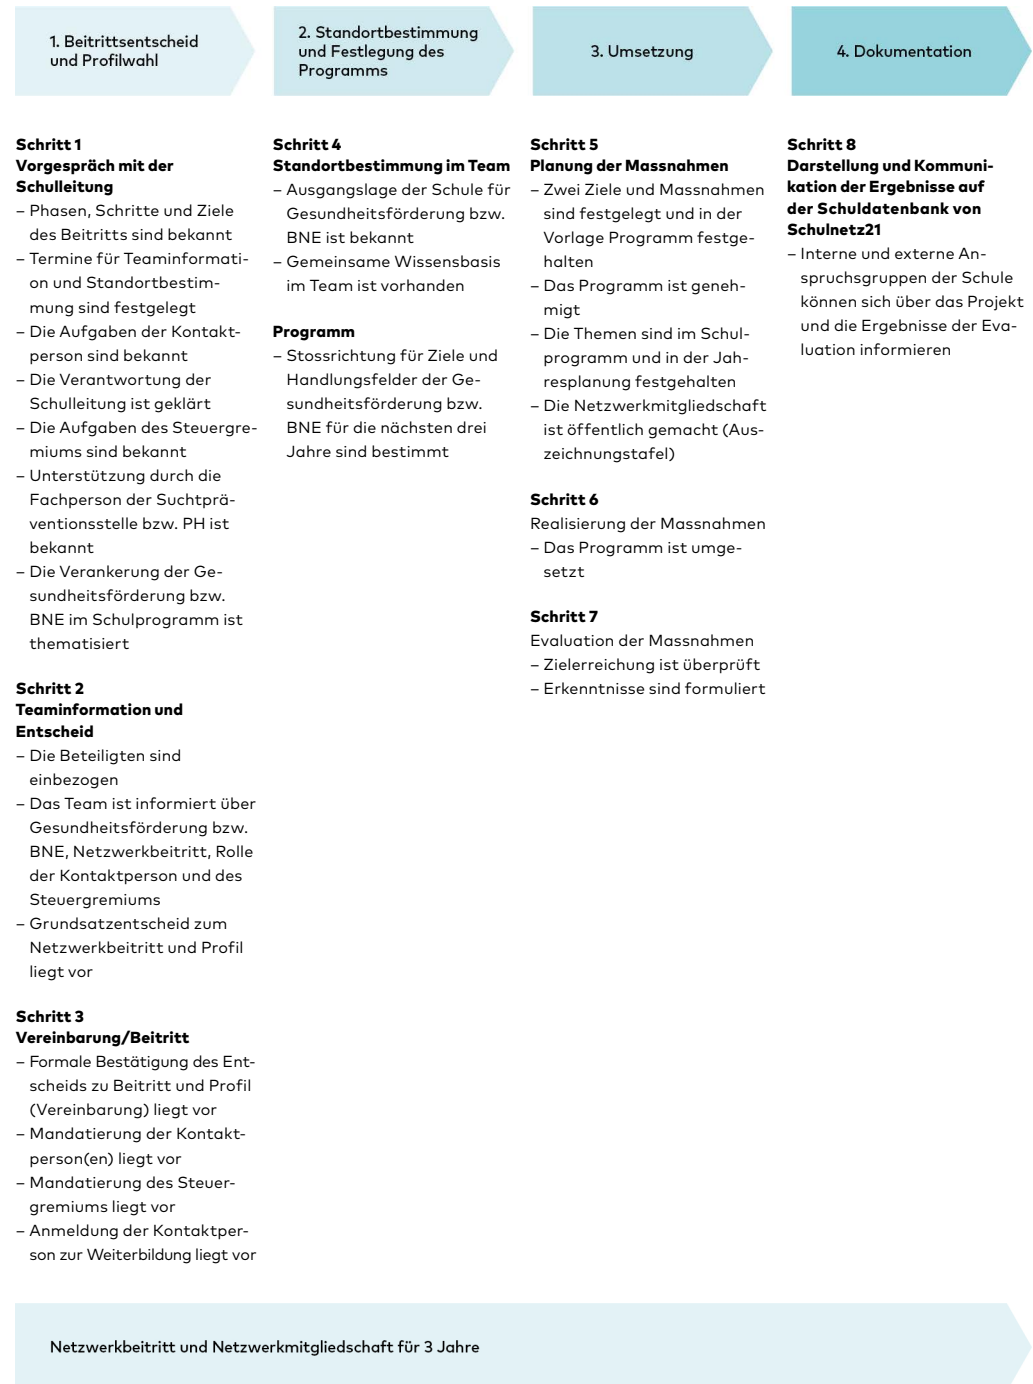 1. Beitrittsentscheid
und Profilwahl
2. Standortbestimmung
und Festlegung des
Programms
3. Umsetzung
4. Dokumentation
Schritt 1
Vorgespräch mit der
Schulleitung
– Phasen, Schritte und Ziele
des Beitritts sind bekannt
– Termine für Teaminformati-
on und Standortbestim-
mung sind festgelegt
– Die Aufgaben der Kontakt-
person sind bekannt
– Die Verantwortung der
Schulleitung ist geklärt
– Die Aufgaben des Steuergre-
miums sind bekannt
– Unterstützung durch die
Fachperson der Suchtprä-
ventionsstelle bzw. PH ist
bekannt
– Die Verankerung der Ge-
sundheitsförderung bzw.
BNE im Schulprogramm ist
thematisiert
Schritt 2
Teaminformation und
Entscheid
– Die Beteiligten sind
einbezogen
– Das Team ist informiert über
Gesundheitsförderung bzw.
BNE, Netzwerkbeitritt, Rolle
der Kontaktperson und des
Steuergremiums
– Grundsatzentscheid zum
Netzwerkbeitritt und Profil
liegt vor
Schritt 3
Vereinbarung/Beitritt
– Formale Bestätigung des Ent-
scheids zu Beitritt und Profil
(Vereinbarung) liegt vor
– Mandatierung der Kontakt-
person(en) liegt vor
– Mandatierung des Steuer-
gremiums liegt vor
– Anmeldung der Kontaktper-
son zur Weiterbildung liegt vor
Schritt 4
Standortbestimmung im Team
– Ausgangslage der Schule für
Gesundheitsförderung bzw.
BNE ist bekannt
– Gemeinsame Wissensbasis
im Team ist vorhanden
Programm
– Stossrichtung für Ziele und
Handlungsfelder der Ge-
sundheitsförderung bzw.
BNE für die nächsten drei
Jahre sind bestimmt
Schritt 5
Planung der Massnahmen
– Zwei Ziele und Massnahmen
sind festgelegt und in der
Vorlage Programm festge-
halten
– Das Programm ist geneh-
migt
– Die Themen sind im Schul-
programm und in der Jah-
resplanung festgehalten
– Die Netzwerkmitgliedschaft
ist öffentlich gemacht (Aus-
zeichnungstafel)
Schritt 6
Realisierung der Massnahmen
– Das Programm ist umge-
setzt
Schritt 7
Evaluation der Massnahmen
– Zielerreichung ist überprüft
– Erkenntnisse sind formuliert
Schritt 8
Darstellung und Kommuni-
kation der Ergebnisse auf
der Schuldatenbank von
Schulnetz21
– Interne und externe An-
spruchsgruppen der Schule
können sich über das Projekt
und die Ergebnisse der Eva-
luation informieren
Netzwerkbeitritt und Netzwerkmitgliedschaft für 3 Jahre